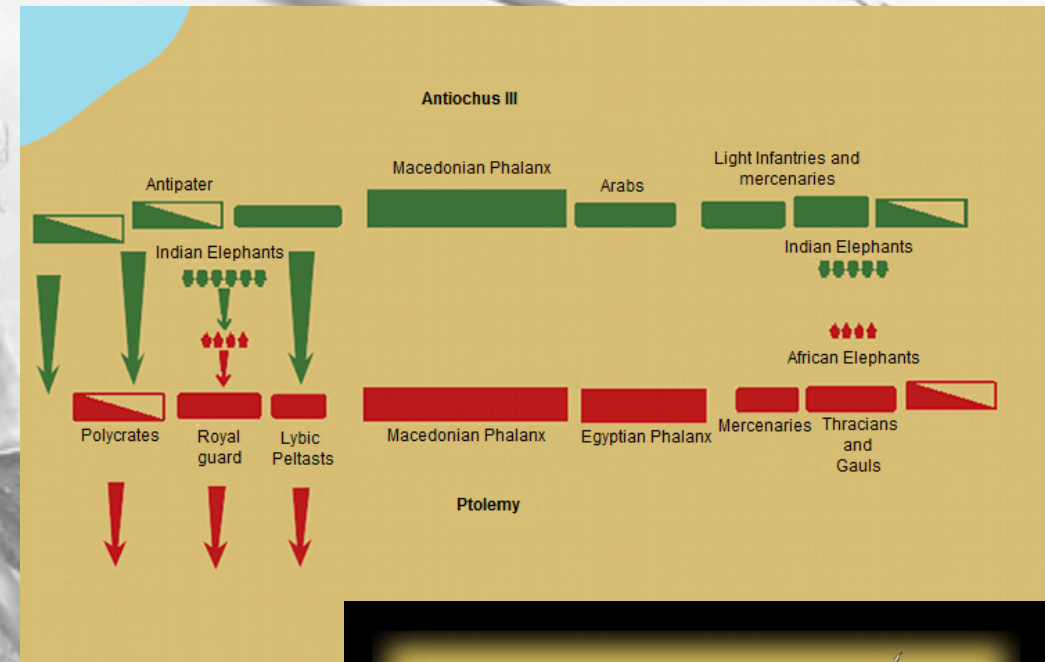 Antiochus III
Light Infantries and
mercenaries
Macedonian Phalanx
Antipater
Arabs
Indian Elephants
Indian Elephants
African Elephants
Polycrates
Royal
guard
Lybic
Peltasts
Macedonian Phalanx
Egyptian Phalanx
Mercenaries
Thracians
and
Gauls
Ptolemy